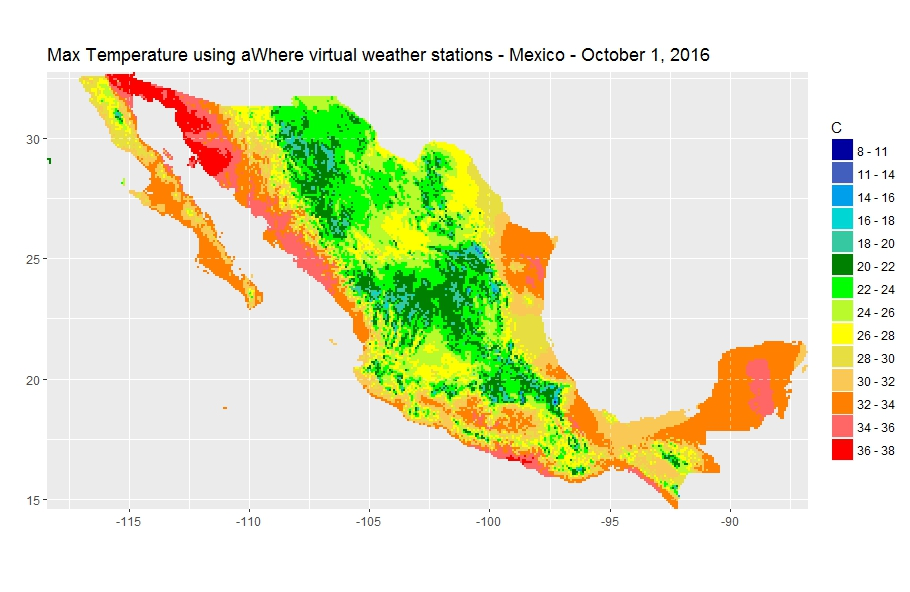 Max Temperature using aWhere virtual weather stations - Mexico - October 1, 2016
C
8 - 11
11 - 14
14 - 16
16 - 18
18 - 20
20 - 22
22 - 24
24 - 26
26 - 28
28 - 30
30 - 32
32 - 34
34 - 36
36 - 38
30
25
20
15
-115 -110 -105 -100 -95 -90